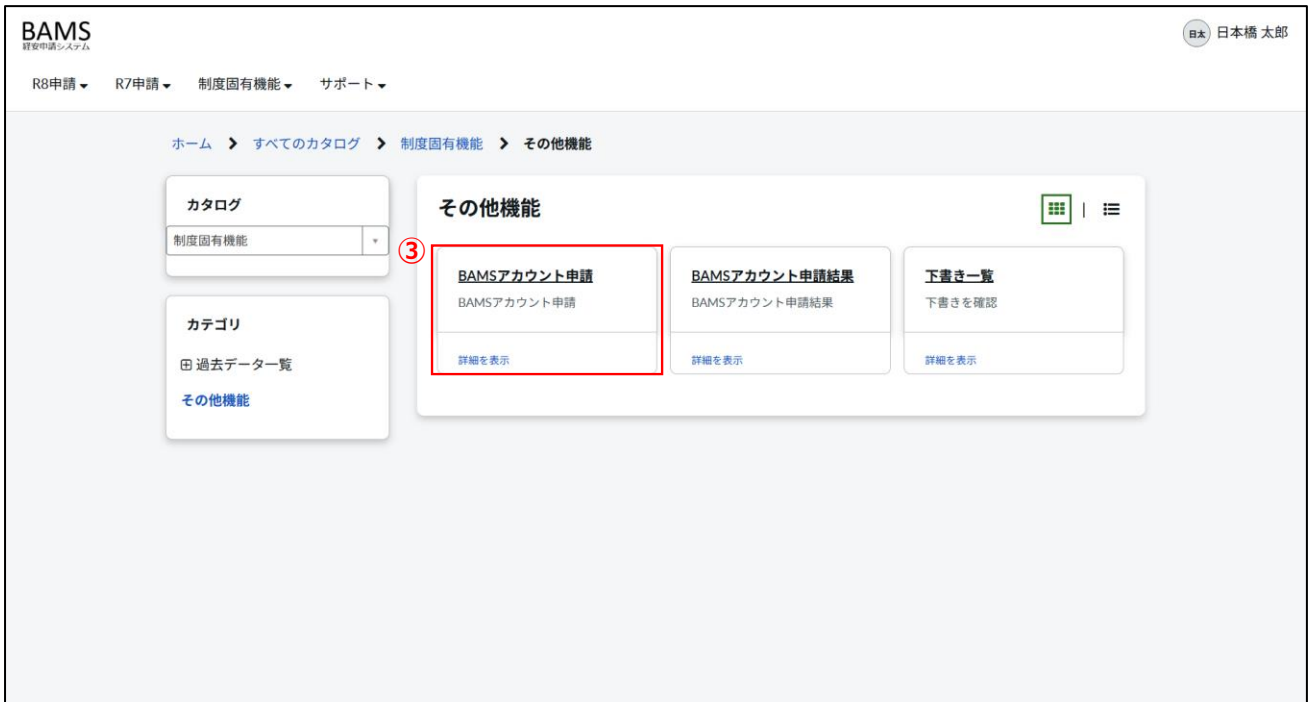 BAMS
経安申請システム
日太 日本橋 太郎
R8申請 R7申請 制度固有機能 サポート
ホーム すべてのカタログ 制度固有機能 その他機能
カタログ
制度固有機能
カテゴリ
過去データ一覧
その他機能
その他機能
|
③
BAMSアカウント申請
BAMSアカウント申請
詳細を表示
BAMSアカウント申請結果
BAMSアカウント申請結果
詳細を表示
下書き一覧
下書きを確認
詳細を表示